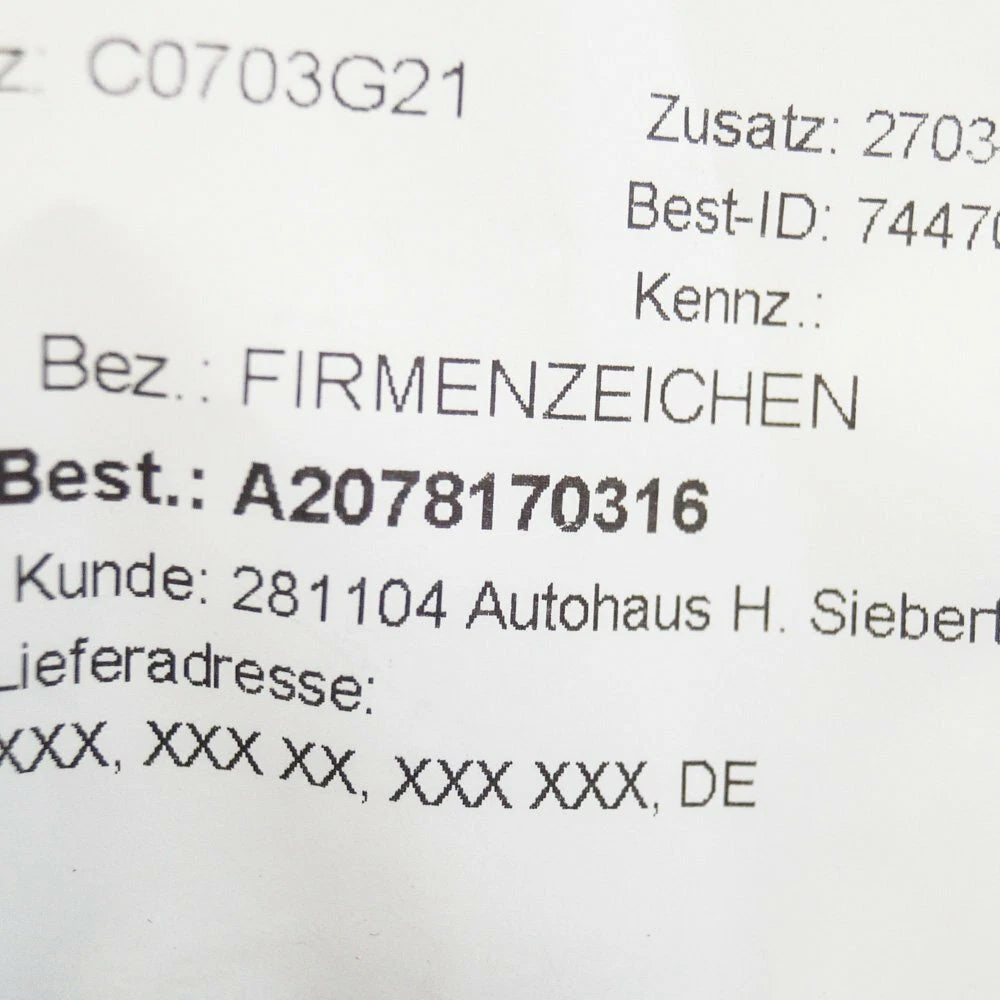 z: C0703G21
Zusatz: 2703
Best-ID: 7447
Kennz.:
Bez.: FIRMENZEICHEN
Best.: A2078170316
Kunde: 281104 Autohaus H. Siebert
Lieferadresse:
XXX, XXX XX, XXX XXX, DE